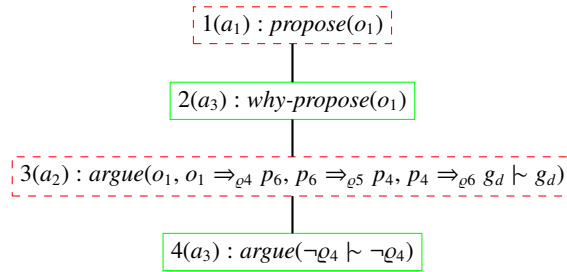 1(a₁) : propose(o₁)
2(a₃) : why-propose(o₁)
3(a₂) : argue(o₁, o₁ ⇒ϱ4 p₆, p₆ ⇒ϱ5 p₄, p₄ ⇒ϱ6 g_d |∼ g_d)
4(a₃) : argue(¬ϱ₄ |∼ ¬ϱ₄)